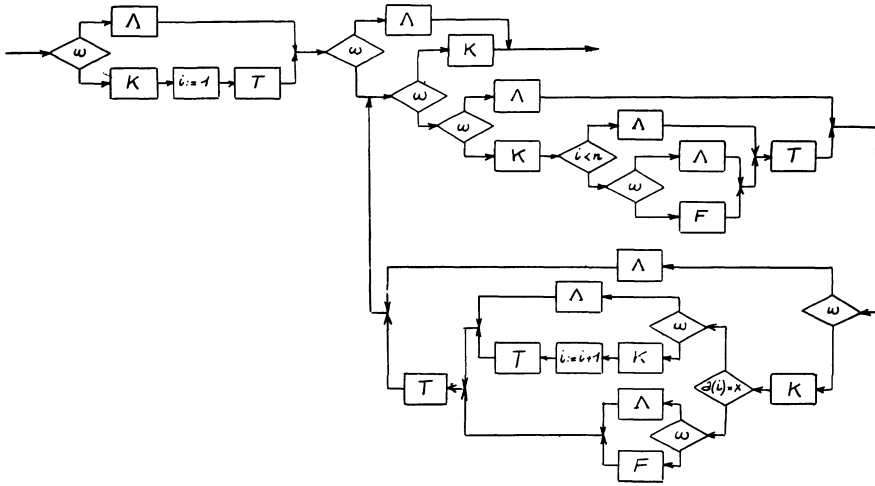 Λ Λ
ω ω K
K i:=1 T ω Λ
ω
K i<n Λ
Λ T
ω
F
Λ
ω
Λ
ω
T i:=i+1 K
T ∂(i)=x K
Λ
ω
F